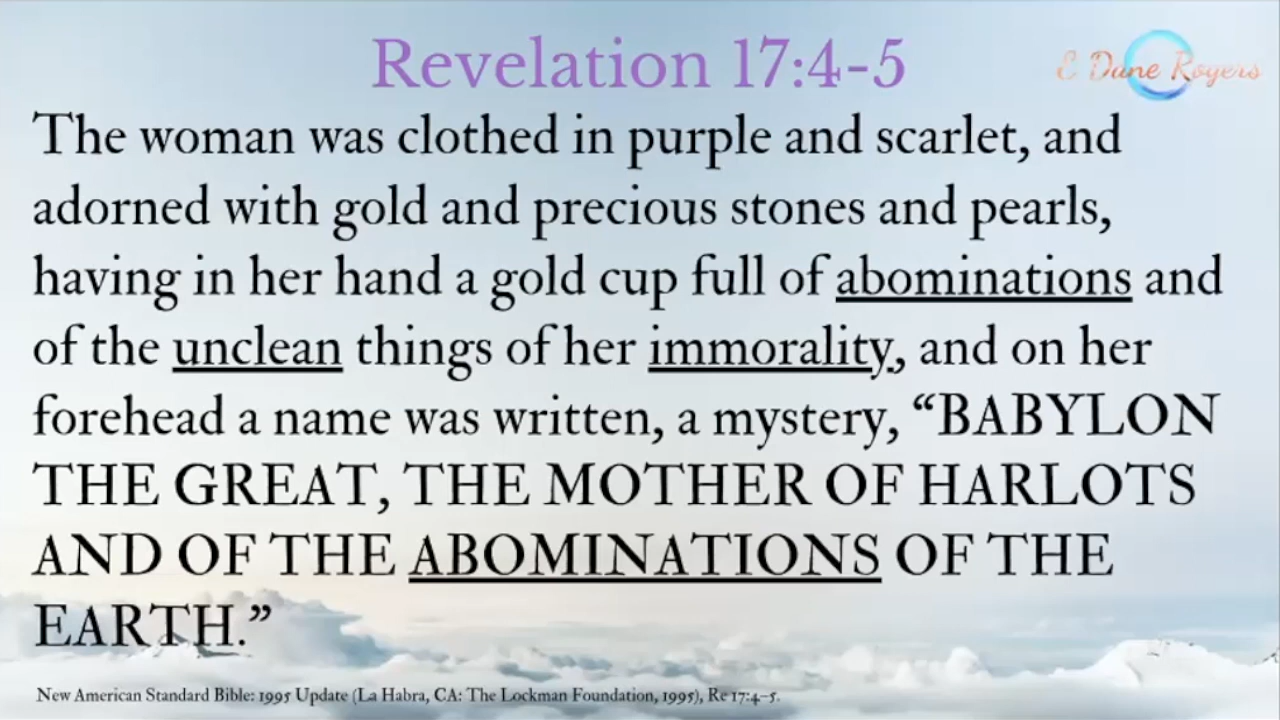 Revelation 17:4-5
E Dane Rogers
The woman was clothed in purple and scarlet, and
adorned with gold and precious stones and pearls,
having in her hand a gold cup full of abominations and
of the unclean things of her immorality, and on her
forehead a name was written, a mystery, “BABYLON
THE GREAT, THE MOTHER OF HARLOTS
AND OF THE ABOMINATIONS OF THE
EARTH.”
New American Standard Bible: 1995 Update (La Habra, CA: The Lockman Foundation, 1995), Re 17:4–5.